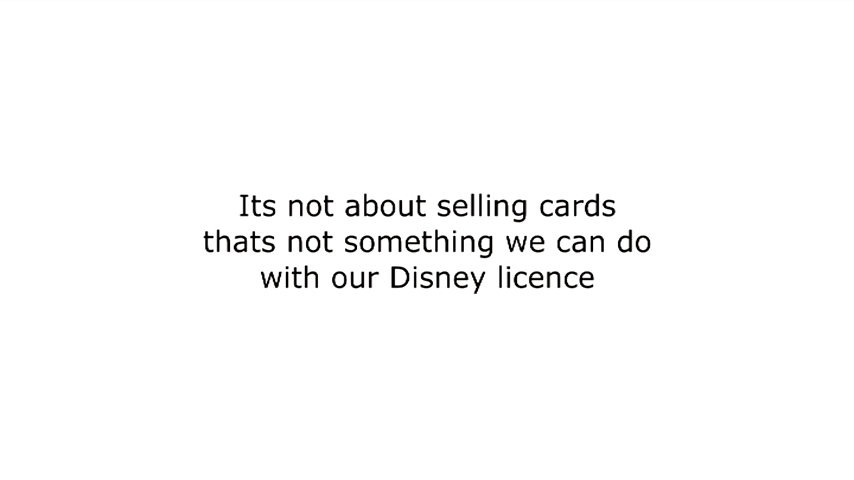 Its not about selling cards
thats not something we can do
with our Disney licence